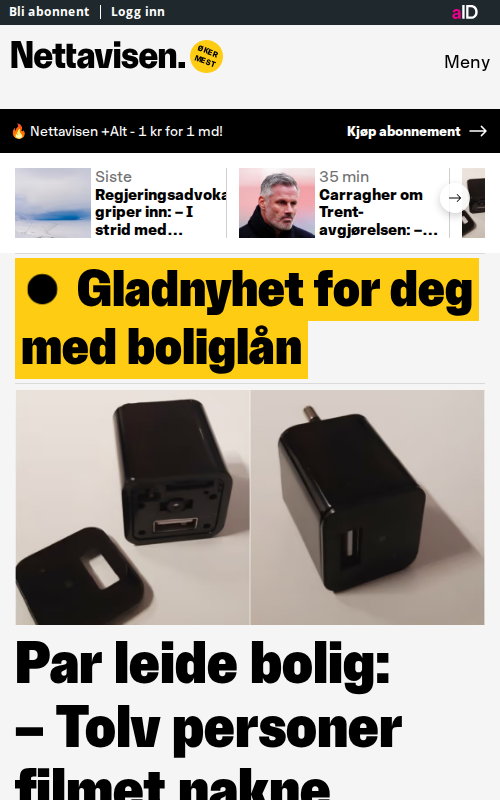 Bli abonnent
Logg inn
aID
Nettavisen.
ØKER
MEST
Meny
🔥 Nettavisen +Alt - 1 kr for 1 md!
Kjøp abonnement
Siste
Regjeringsadvoka
griper inn: – I
strid med...
35 min
Carragher om
Trent-
avgjørelsen: –...
Gladnyhet for deg
med boliglån
Par leide bolig:
– Tolv personer
filmet nakne